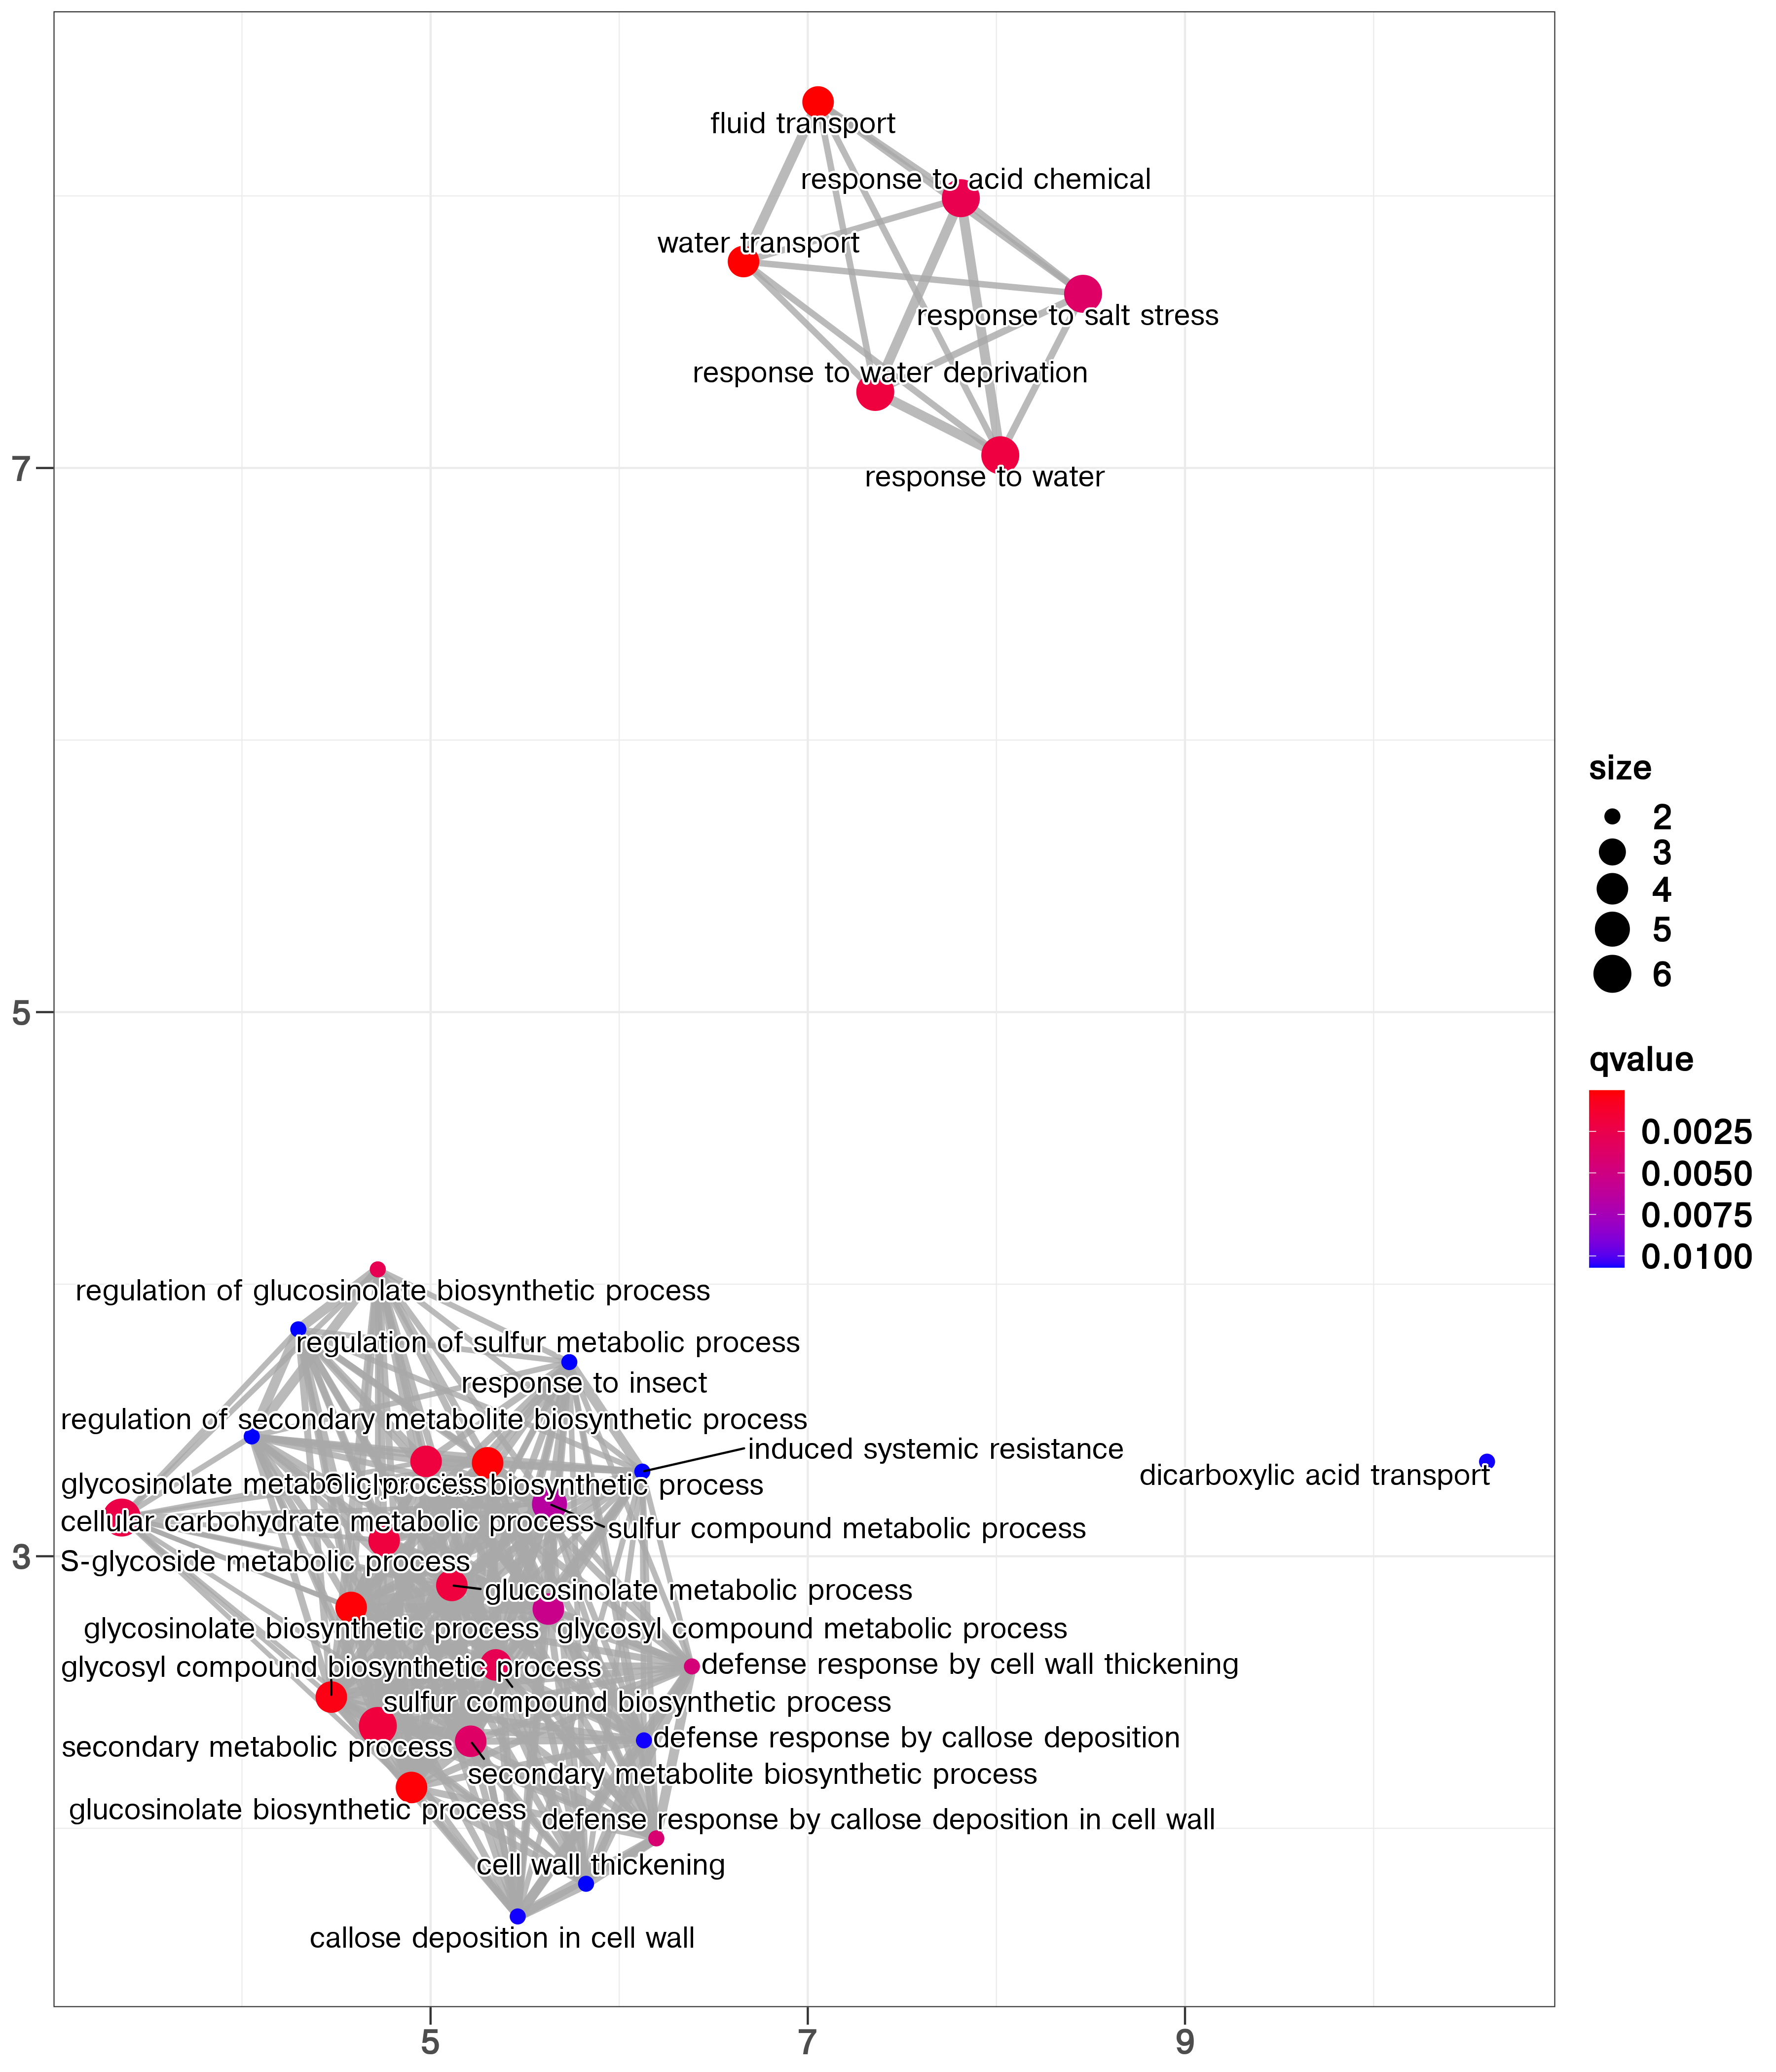 fluid transport
response to acid chemical
water transport
response to salt stress
response to water deprivation
response to water
7
5
3
size
2
3
4
5
6
qvalue
0.0025
0.0050
0.0075
0.0100
regulation of glucosinolate biosynthetic process
regulation of sulfur metabolic process
response to insect
regulation of secondary metabolite biosynthetic process
induced systemic resistance
dicarboxylic acid transport
glycosinolate metabolic process
biosynthetic process
cellular carbohydrate metabolic process
sulfur compound metabolic process
S-glycoside metabolic process
glucosinolate metabolic process
glycosinolate biosynthetic process
glycosyl compound metabolic process
glycosyl compound biosynthetic process
defense response by cell wall thickening
sulfur compound biosynthetic process
secondary metabolic process
defense response by callose deposition
secondary metabolite biosynthetic process
glucosinolate biosynthetic process
defense response by callose deposition in cell wall
cell wall thickening
callose deposition in cell wall
5
7
9